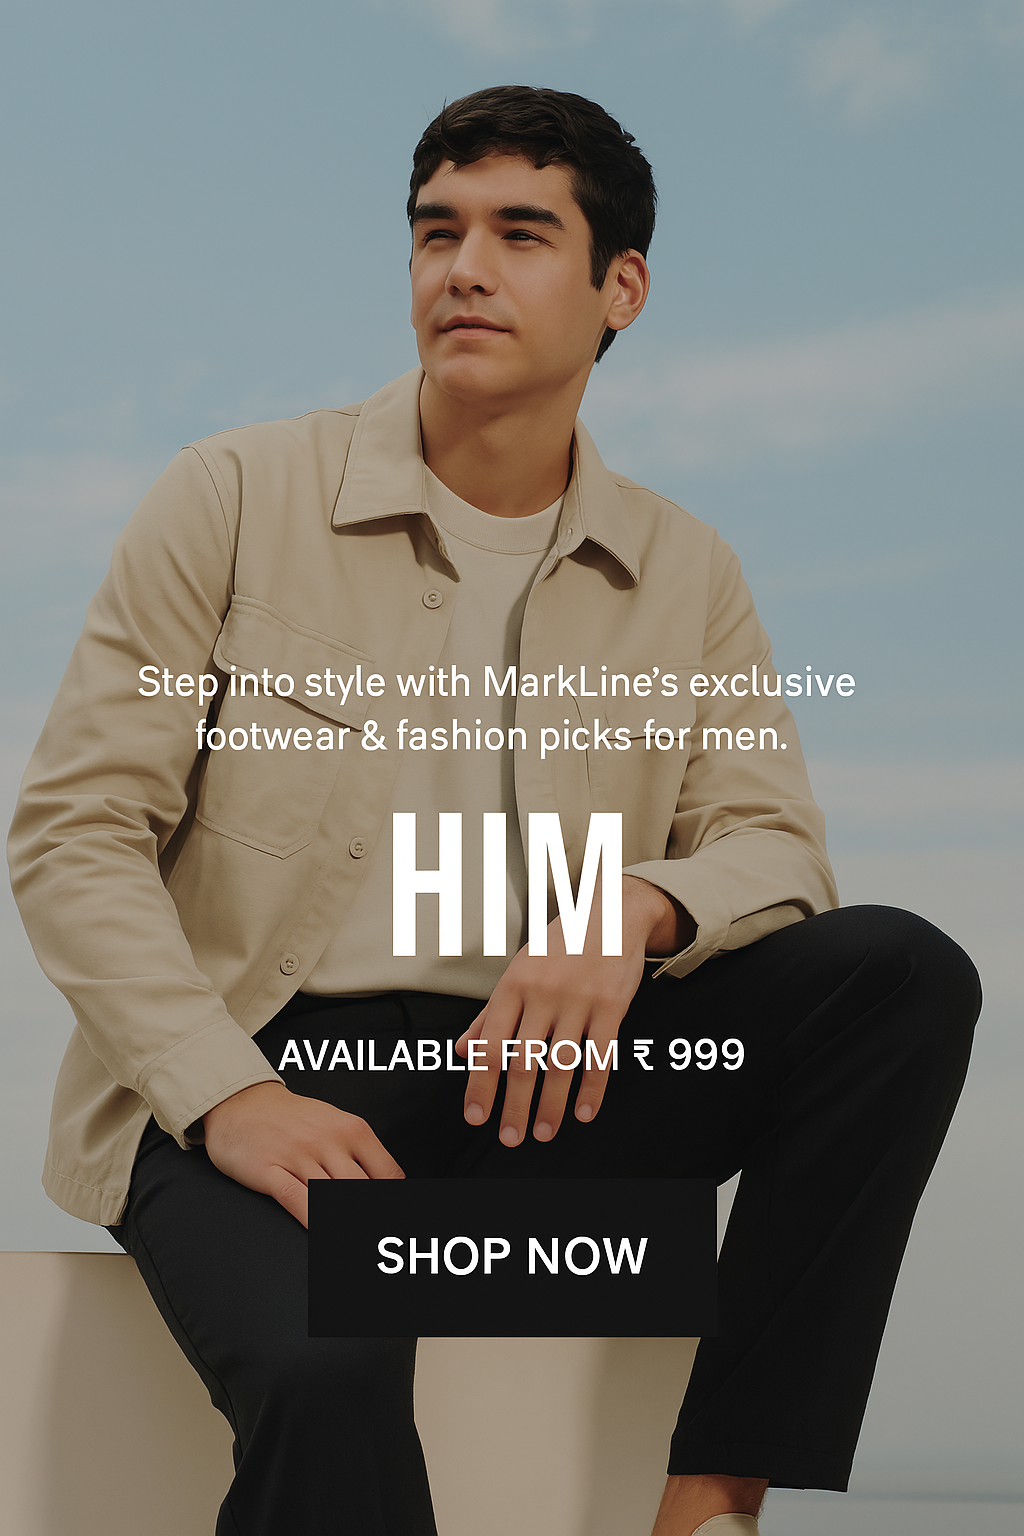 Step into style with MarkLine’s exclusive
footwear & fashion picks for men.
HIM
AVAILABLE FROM ₹ 999
SHOP NOW